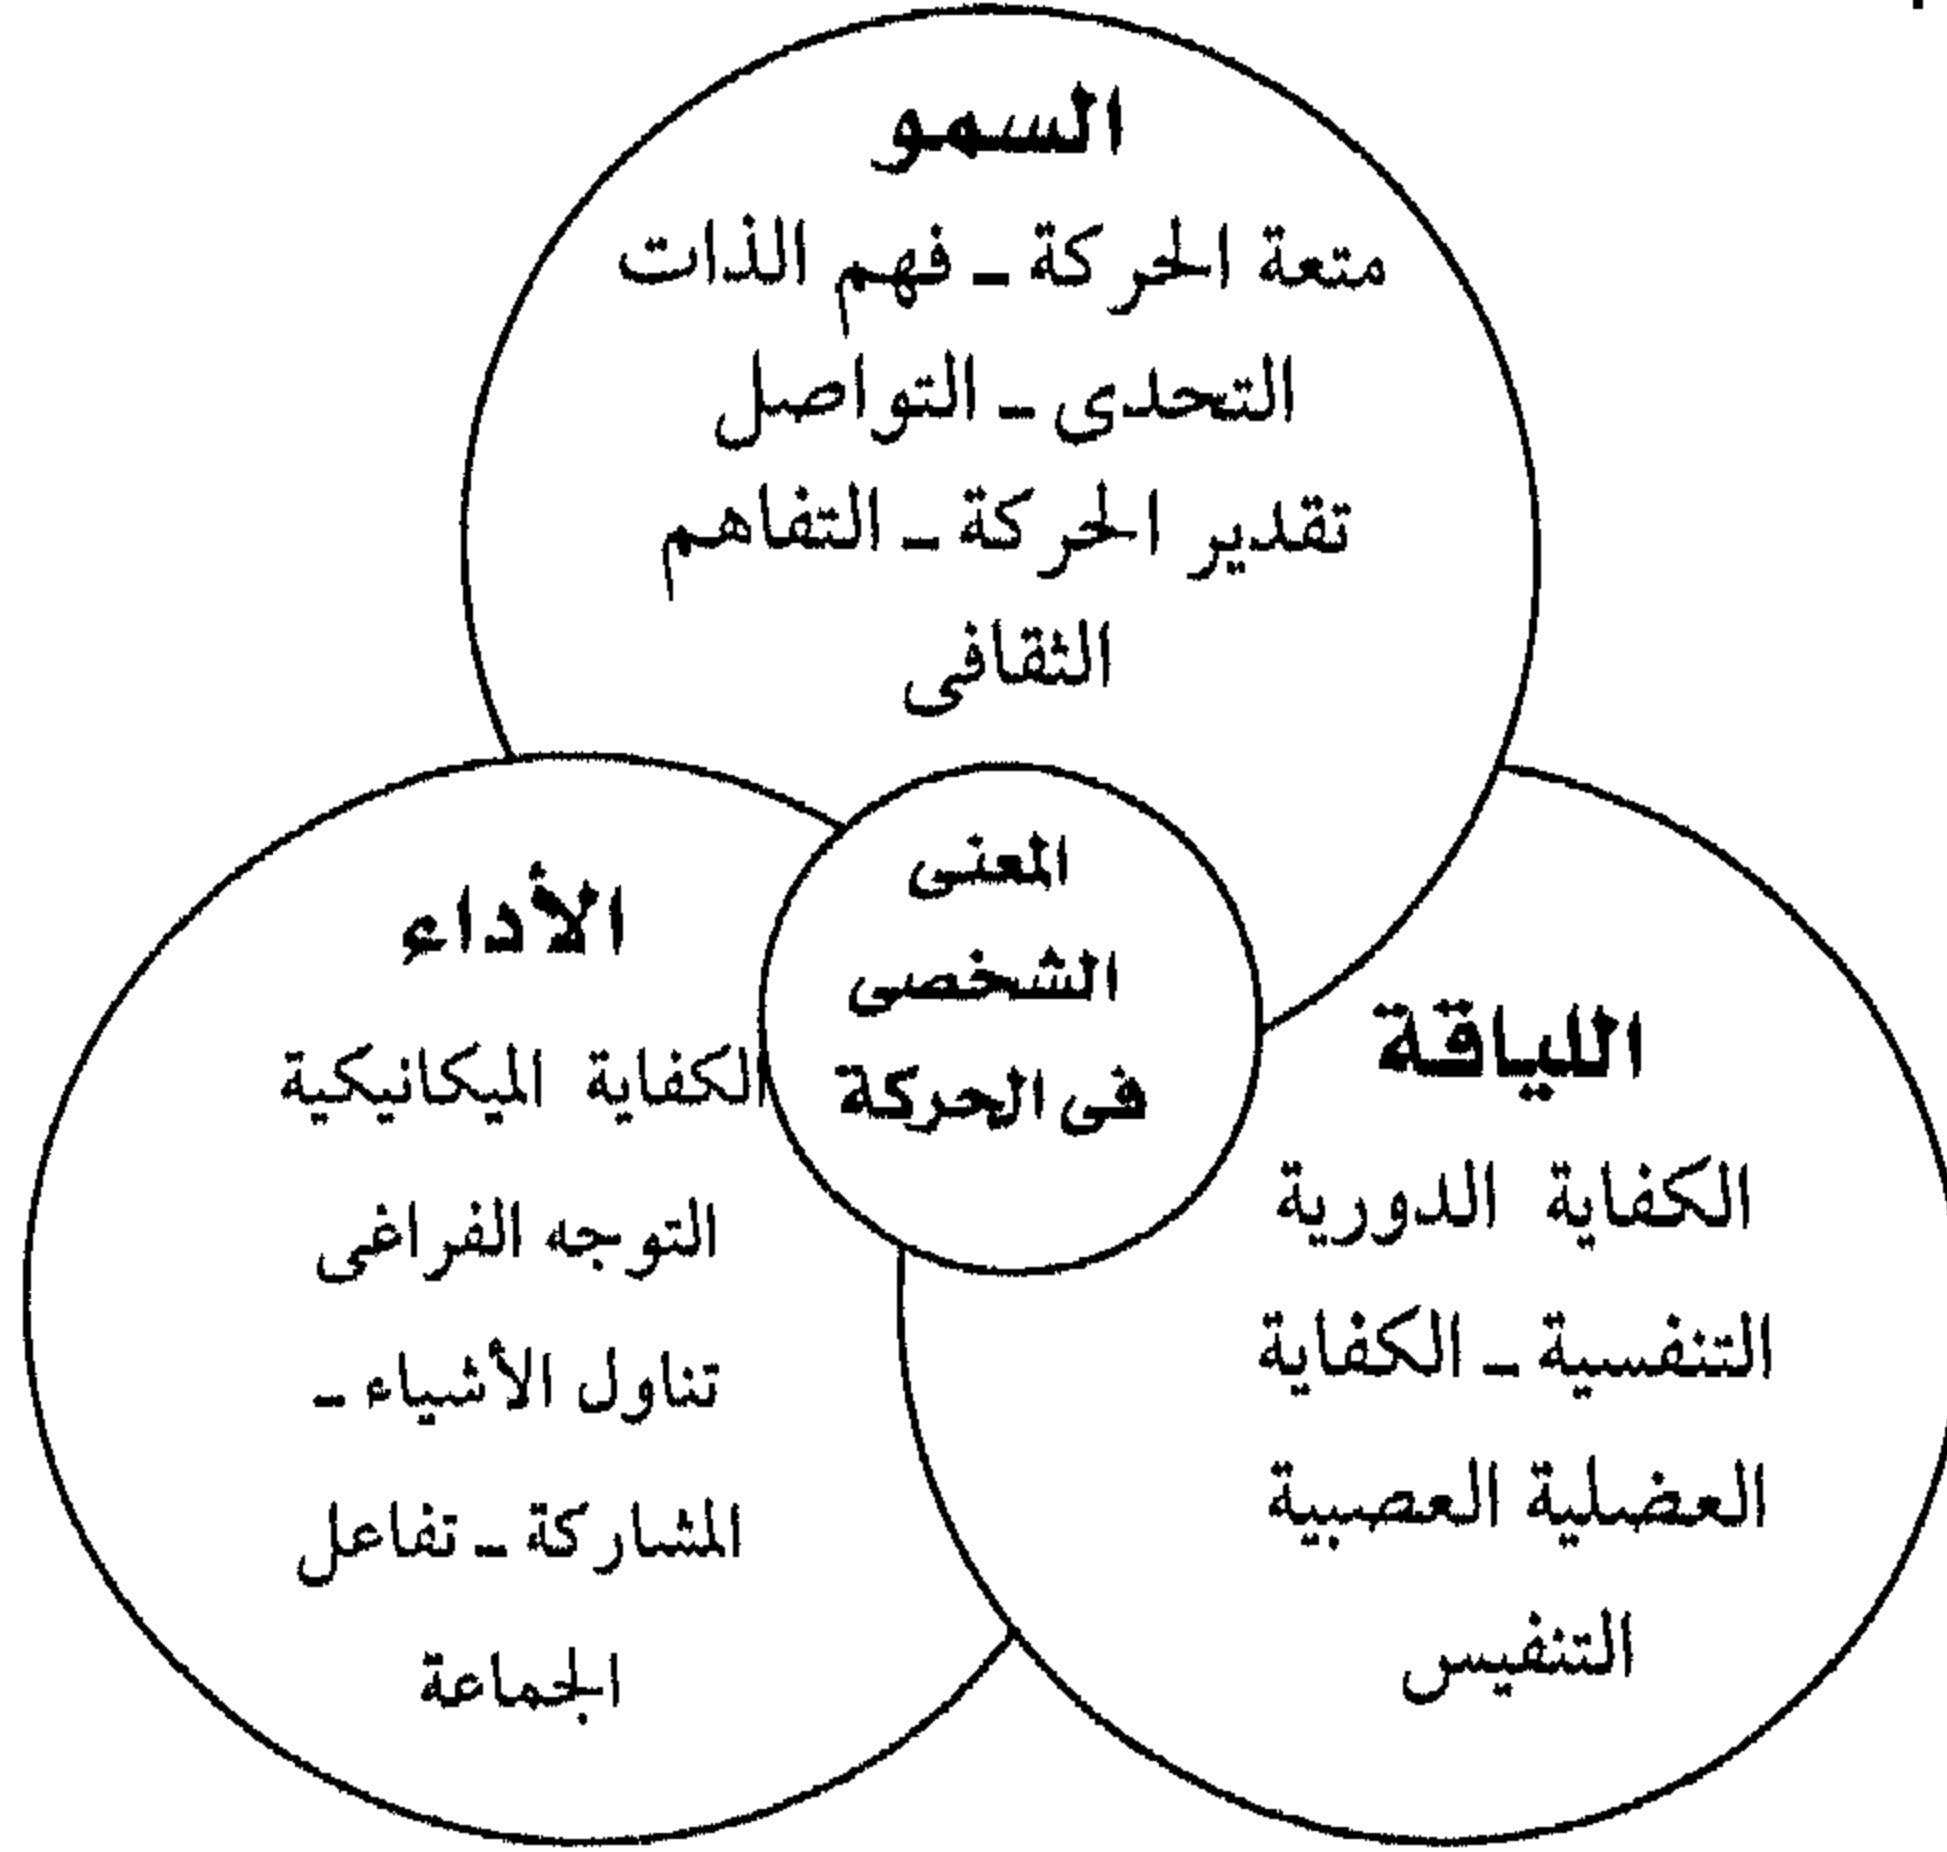 السمو
متعة الحركة ـ فهم الذات
التحدى ـ التواصل
تقدير الحركة ـ التفاهم
الثقافى
المعنى
الشخصى
فى الحركة
اللياقة
الكفاية الدورية
التنفسية ـ الكفاية
العضلية العصبية
التنفيس
الأداء
الكفاية الميكانيكية
التوجه الفراغى
تناول الأشياء ـ
المشاركة ـ تفاعل
الجماعة